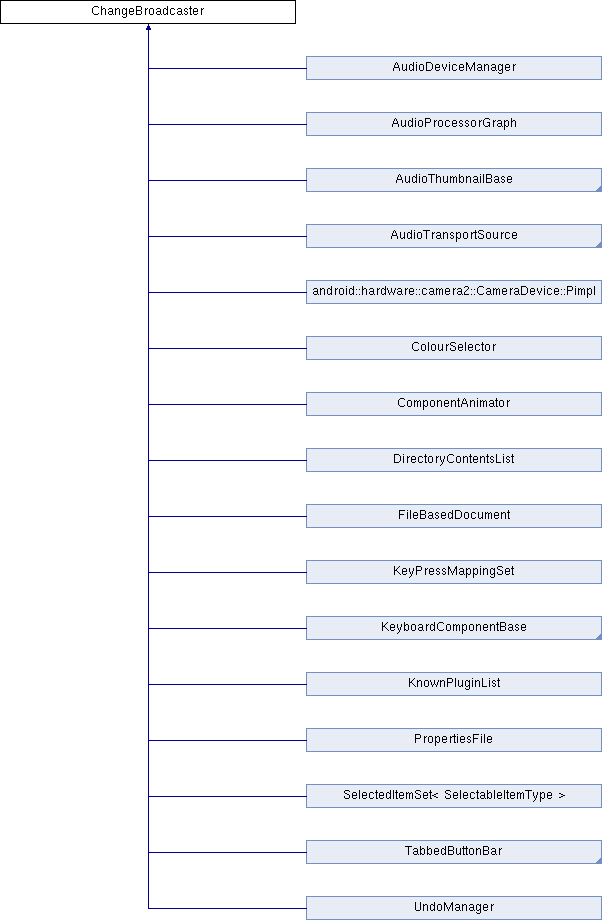 ChangeBroadcaster
AudioDeviceManager
AudioProcessorGraph
AudioThumbnailBase
AudioTransportSource
android::hardware::camera2::CameraDevice::Pimpl
ColourSelector
ComponentAnimator
DirectoryContentsList
FileBasedDocument
KeyPressMappingSet
KeyboardComponentBase
KnownPluginList
PropertiesFile
SelectedItemSet< SelectableItemType >
TabbedButtonBar
UndoManager